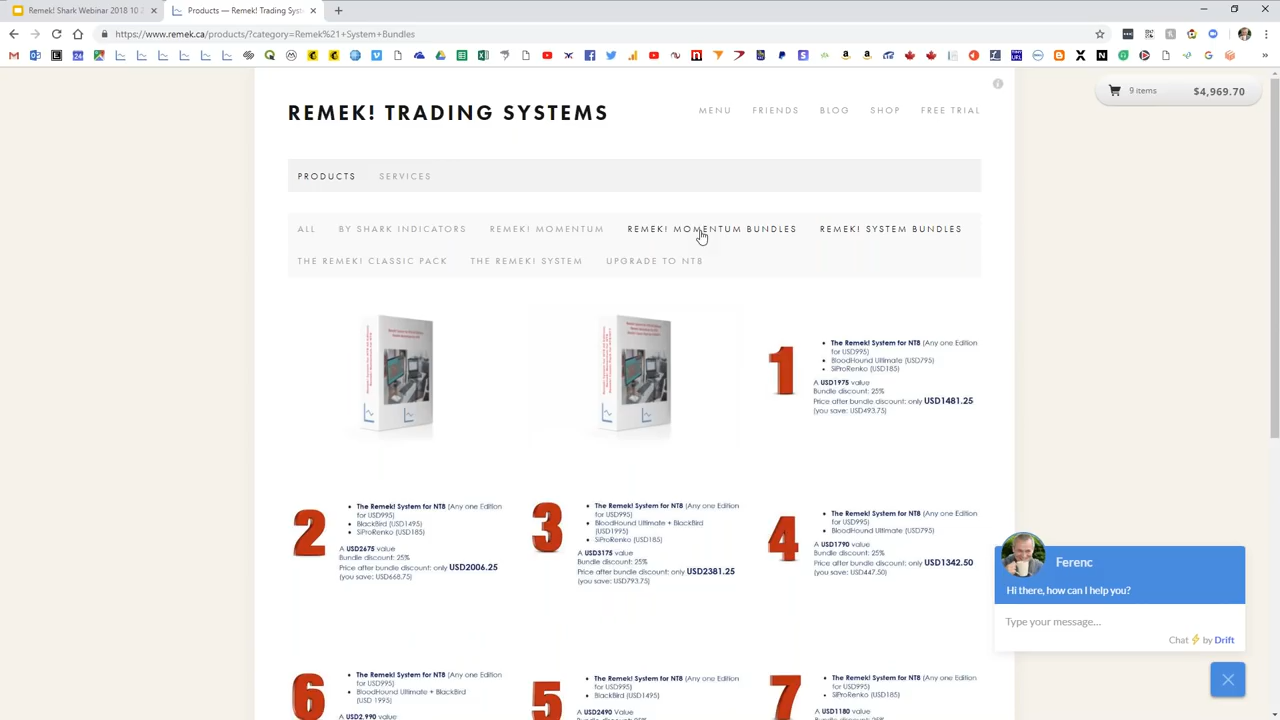 Remek! Shark Webinar 2018 10 2
Products — Remek! Trading Syst
https://www.remek.ca/products/?category=Remek%21+System+Bundles
REMEK! TRADING SYSTEMS
MENU FRIENDS BLOG SHOP FREE TRIAL
9 items $4,969.70
PRODUCTS SERVICES
ALL BY SHARK INDICATORS REMEK! MOMENTUM REMEK! MOMENTUM BUNDLES REMEK! SYSTEM BUNDLES
THE REMEK! CLASSIC PACK THE REMEK! SYSTEM UPGRADE TO NT8
1
The Remek! System for NT8 (Any one Edition
for USD995)
BloodHound Ultimate (USD795)
SiProRenko (USD185)
A USD1975 value
Bundle discount: 25%
Price after bundle discount: only USD1481.25
(you save: USD493.75)
2
The Remek! System for NT8 (Any one Edition
for USD995)
BlackBird (USD1495)
SiProRenko (USD185)
A USD2675 value
Bundle discount: 25%
Price after bundle discount: only USD2006.25
(you save: USD668.75)
3
The Remek! System for NT8 (Any one Edition
for USD995)
BloodHound Ultimate + BlackBird
(USD1995)
SiProRenko (USD185)
A USD3175 value
Bundle discount: 25%
Price after bundle discount: only USD2381.25
(you save: USD793.75)
4
The Remek! System for NT8 (Any one Edition
for USD995)
BloodHound Ultimate (USD795)
A USD1790 value
Bundle discount: 25%
Price after bundle discount: only USD1342.50
(you save: USD447.50)
6
The Remek! System for NT8 (Any one Edition
for USD995)
BloodHound Ultimate + BlackBird
(USD 1995)
A USD2,990 value
5
The Remek! System for NT8 (Any one Edition
for USD995)
BlackBird (USD1495)
A USD2490 Value
Bundle discount: 25%
7
The Remek! System for NT8 (Any one Edition
for USD995)
SiProRenko (USD185)
A USD1180 value
Bundle discount: 25%
Ferenc
Hi there, how can I help you?
Type your message...
Chat ⚡ by Drift